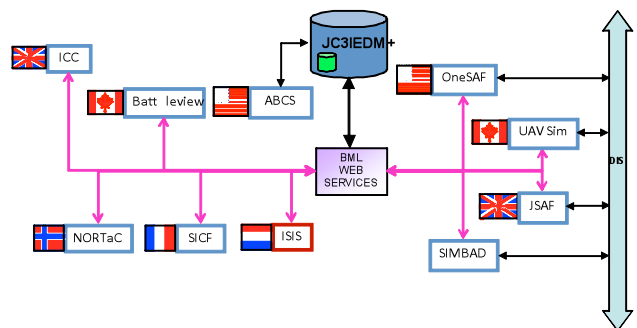 JC3IEDM+
ICC
OneSAF
Batt leview
ABCS
UAV Sim
BML
WEB
SERVICES
DIS
JSAF
NORTaC
SICF
ISIS
SIMBAD